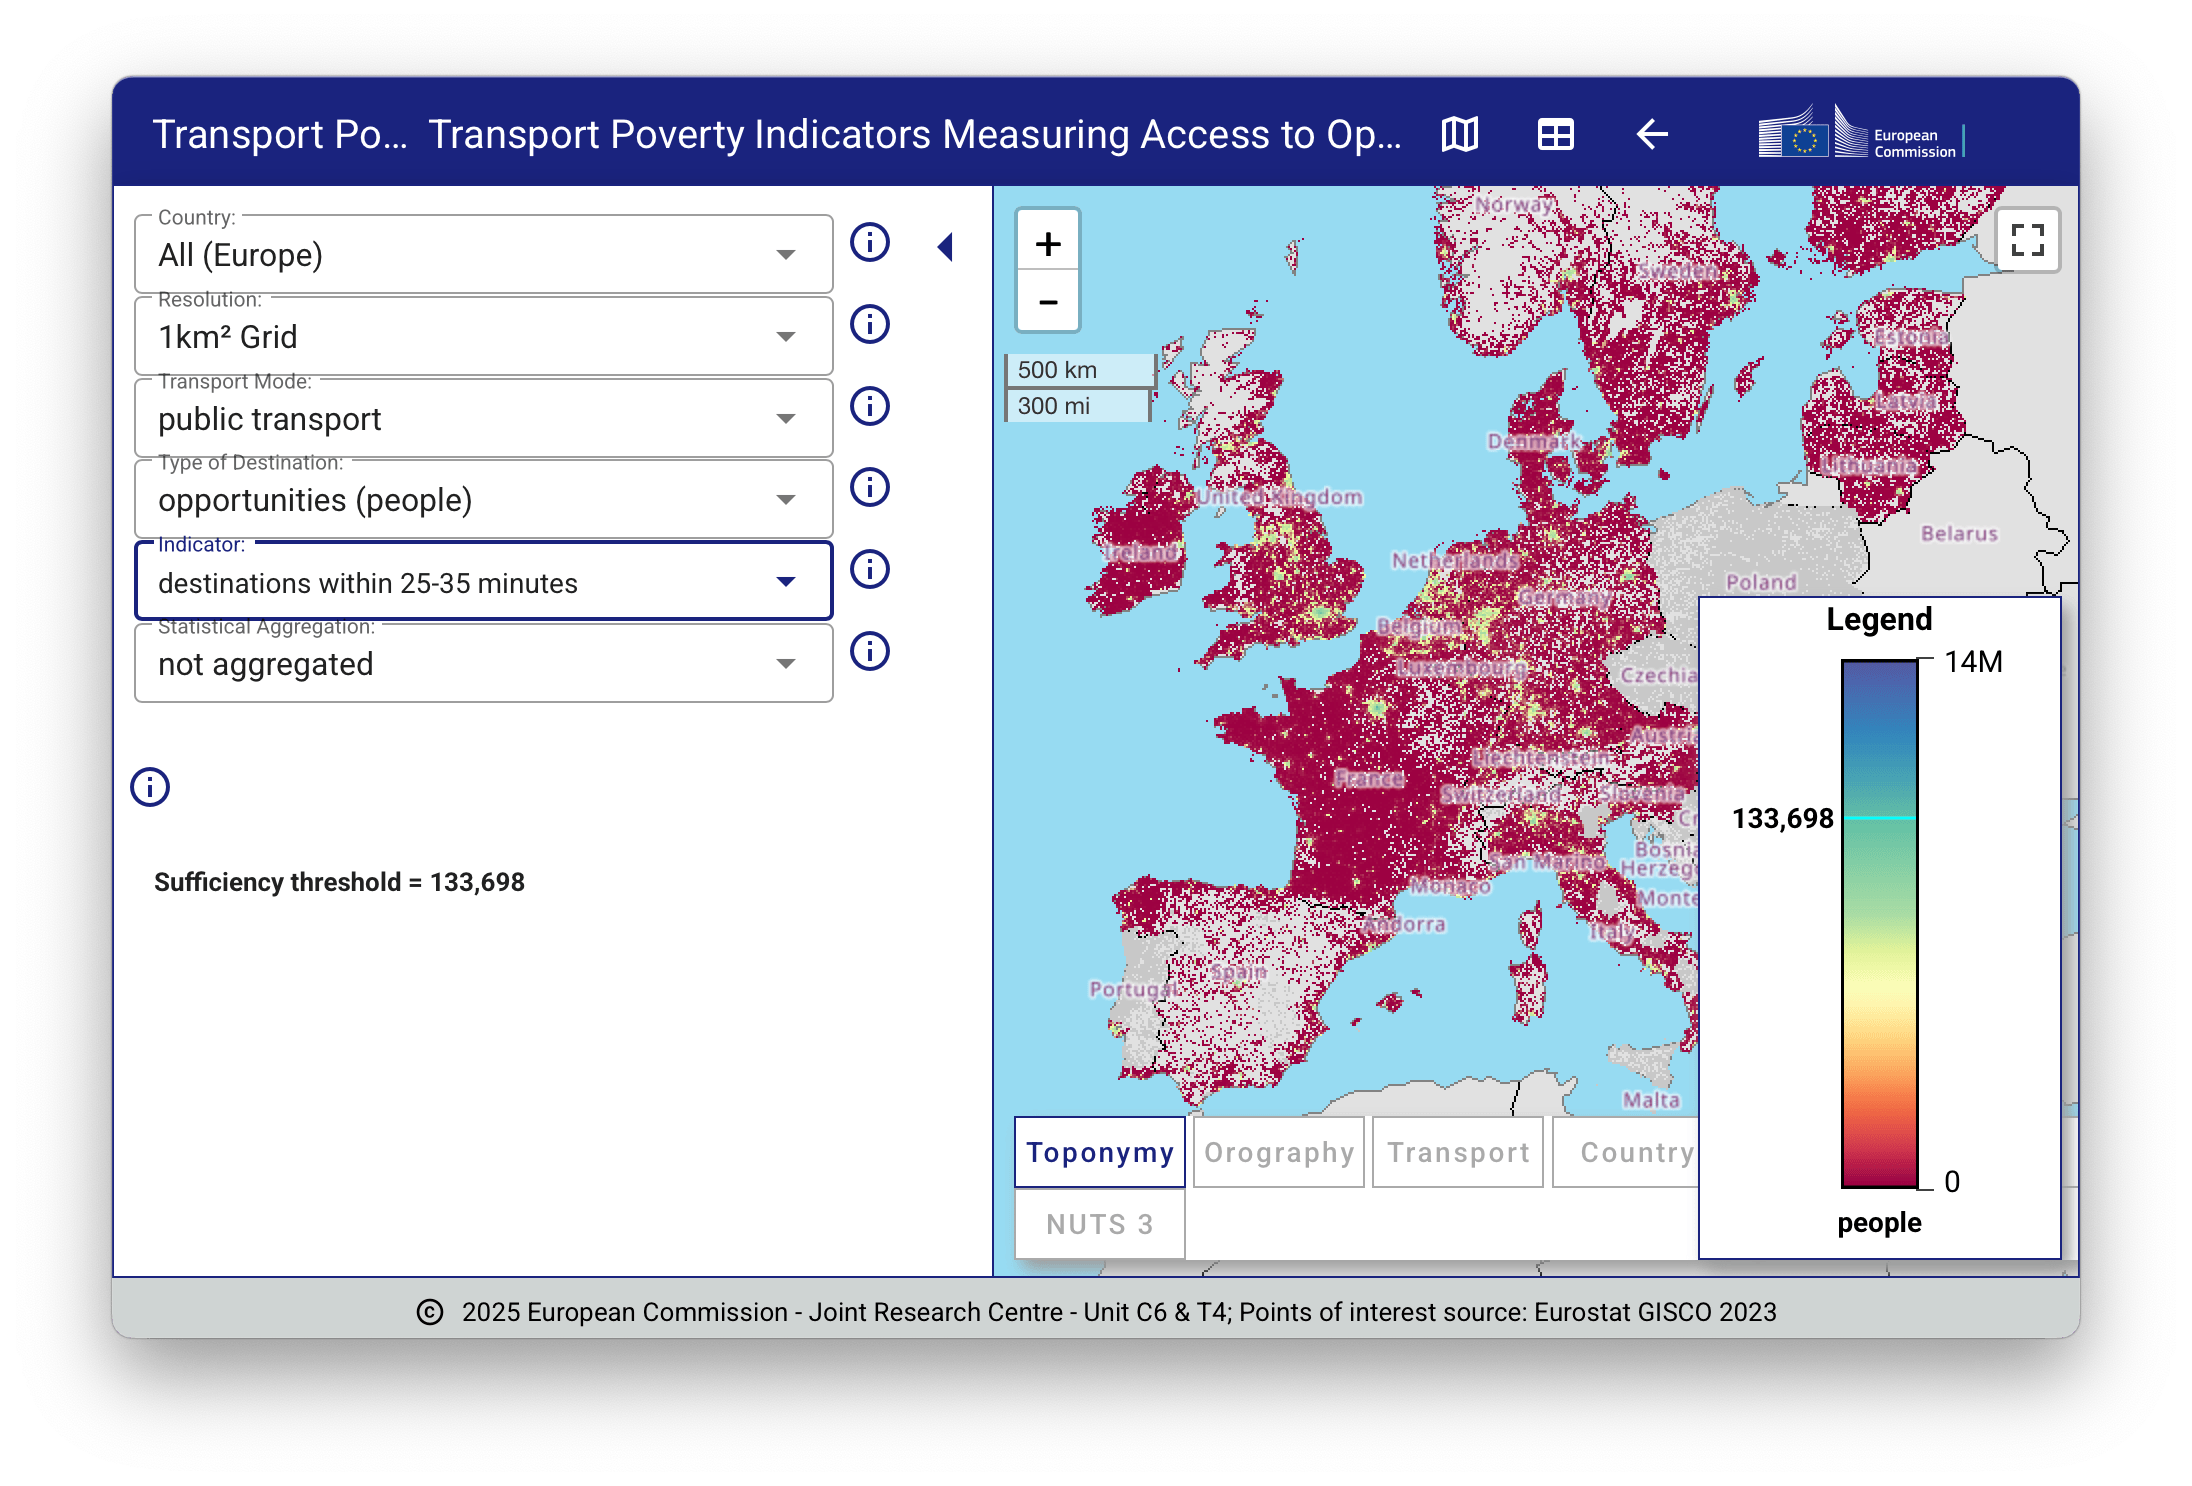 Transport Po... Transport Poverty Indicators Measuring Access to Op...
European
Commission
Country:
All (Europe)
Resolution:
1km² Grid
Transport Mode:
public transport
Type of Destination:
opportunities (people)
Indicator:
destinations within 25-35 minutes
Statistical Aggregation:
not aggregated
Sufficiency threshold = 133,698
+
-
500 km
300 mi
Norway
Sweden
Estonia
Latvia
Denmark
Lithuania
United Kingdom
Belarus
Ireland
Netherlands
Poland
Germany
Belgium
Luxembourg
Czechia
Austria
Liechtenstein
France
Switzerland
Slovenia
Cr
San Marino
Bosni
Herzeg
Monaco
Monte
Andorra
Italy
Spain
Portugal
Malta
Legend
14M
133,698
0
people
Toponymy
Orography
Transport
Country
NUTS 3
© 2025 European Commission - Joint Research Centre - Unit C6 & T4; Points of interest source: Eurostat GISCO 2023